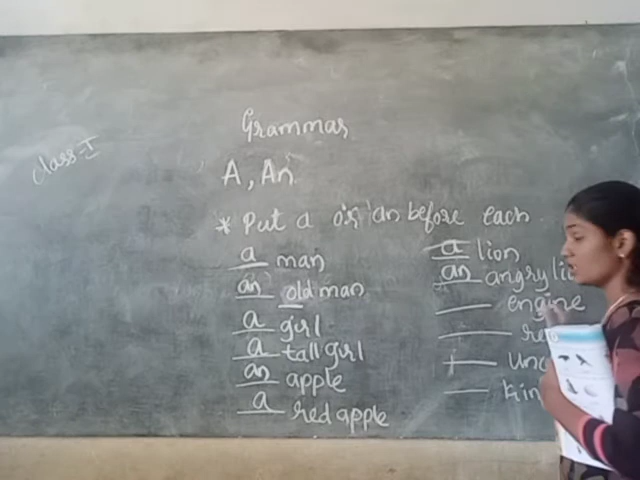 Class-I
Grammar
A, An
* Put a or an before each
a man
an old man
a girl
a tall girl
an apple
a red apple
a lion
an angry
engine